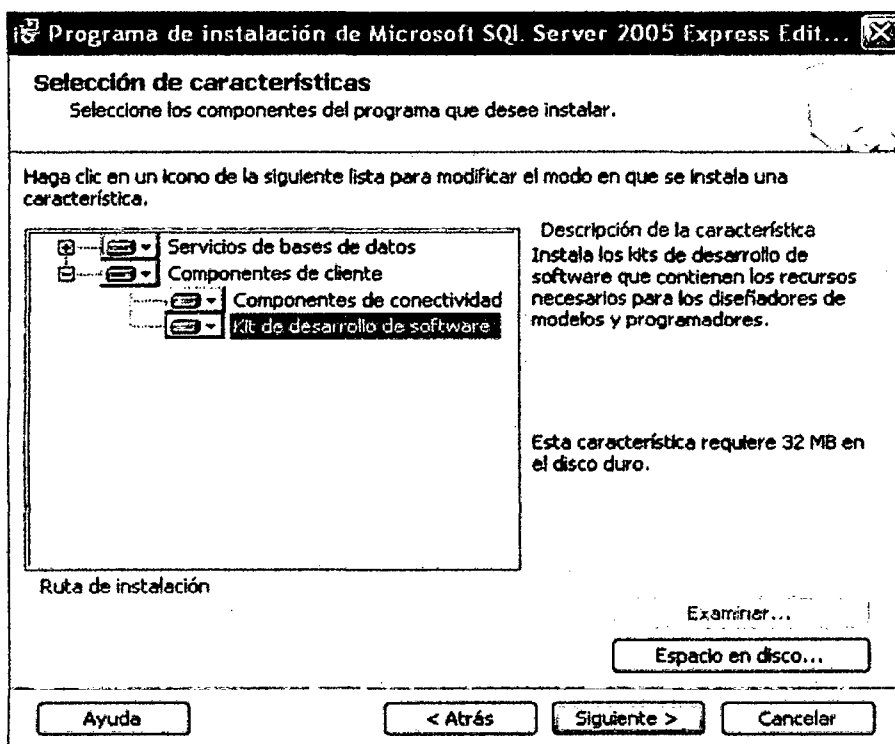 Programa de instalación de Microsoft SQL Server 2005 Express Edit...
Selección de características
Seleccione los componentes del programa que desee instalar.
Haga clic en un icono de la siguiente lista para modificar el modo en que se instala una
característica.
Servicios de bases de datos
Componentes de cliente
Componentes de conectividad
Kit de desarrollo de software
Descripción de la característica
Instala los kits de desarrollo de
software que contienen los recursos
necesarios para los diseñadores de
modelos y programadores.
Esta característica requiere 32 MB en
el disco duro.
Ruta de instalación
Examinar...
Espacio en disco...
Ayuda
< Atrás
Siguiente >
Cancelar